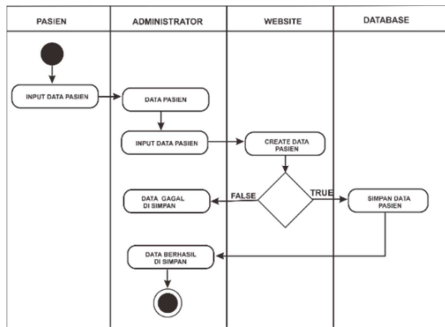 PASIEN
ADMINISTRATOR
WEBSITE
DATABASE
INPUT DATA PASIEN
DATA PASIEN
INPUT DATA PASIEN
CREATE DATA
PASIEN
DATA GAGAL
DI SIMPAN
FALSE
TRUE
SIMPAN DATA
PASIEN
DATA BERHASIL
DI SIMPAN